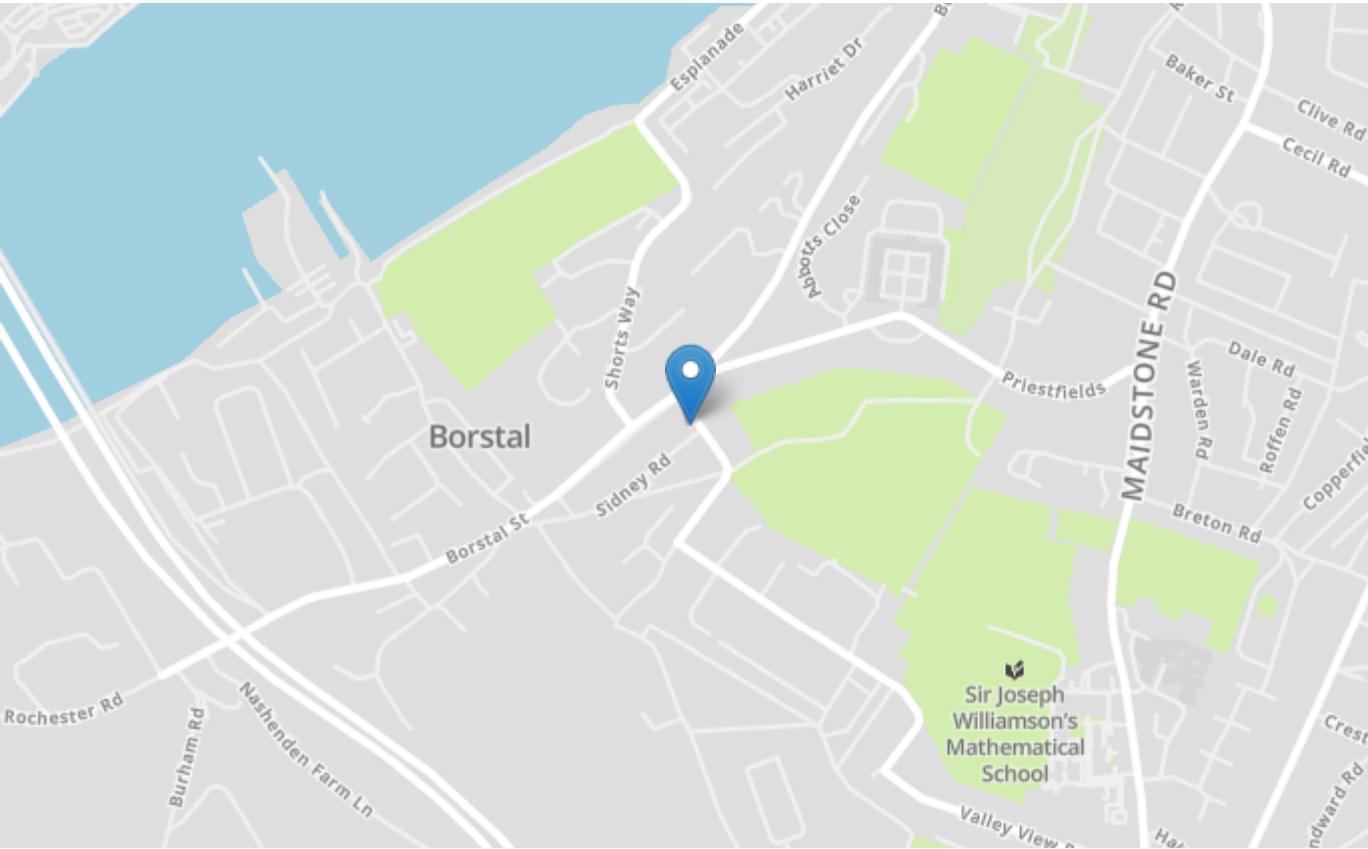 Esplanade
Harriet Dr
Baker St
Clive Rd
Cecil Rd
Abbotts Close
Shorts Way
MAIDSTONE RD
Dale Rd
Priestfields
Warden Rd
Roffen Rd
Borstal
Sidney Rd
Borstal St
Breton Rd
Sir Joseph
Williamson's
Mathematical
School
Rochester Rd
Burham Rd
Nashenden Farm Ln
Valley View